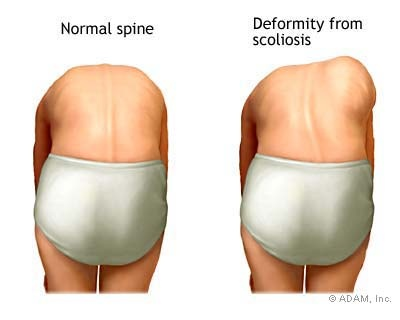 Normal spine
Deformity from
scoliosis
© ADAM, Inc.